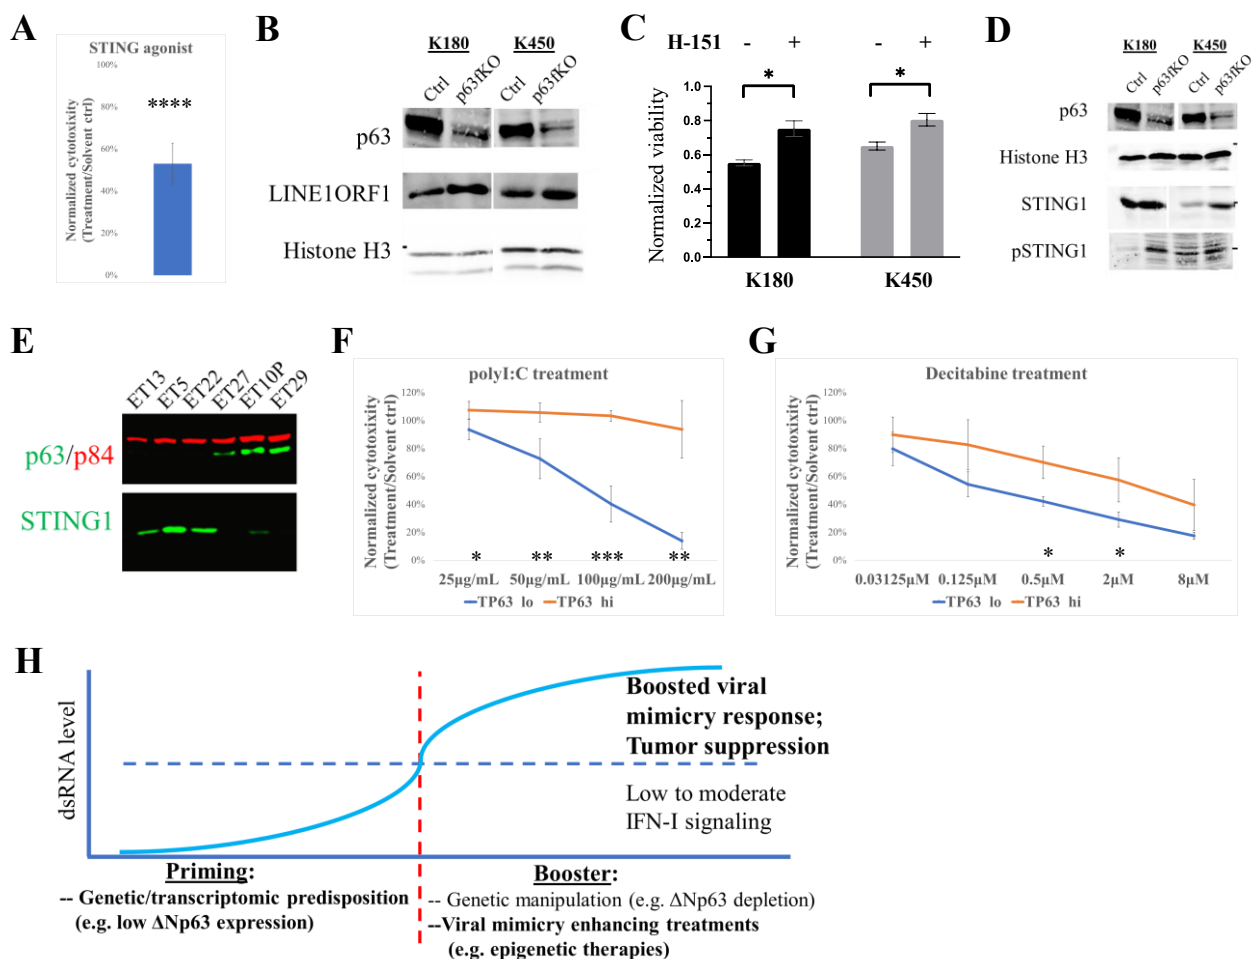 A
STING agonist
100%
80%
60%
40%
20%
0%
Normalized cytotoxixity
(Treatment/Solvent ctrl)
****
B
K180 K450
Ctrl p63fKO Ctrl p63fKO
p63
LINE1ORF1
Histone H3
C
H-151 - + - +
* *
Normalized viability
1.0
0.8
0.6
0.4
0.2
0.0
K180 K450
D
K180 K450
Ctrl p63fKO Ctrl p63fKO
p63
Histone H3
STING1
pSTING1
E
ET13 ET5 ET22 ET27 ET10P ET29
p63/p84
STING1
F
polyI:C treatment
Normalized cytotoxixity
(Treatment/Solvent ctrl)
120%
100%
80%
60%
40%
20%
0%
* ** *** **
25μg/mL 50μg/mL 100μg/mL 200μg/mL
TP63 lo TP63 hi
G
Decitabine treatment
Normalized cytotoxixity
(Treatment/Solvent ctrl)
120%
100%
80%
60%
40%
20%
0%
* *
0.03125μM 0.125μM 0.5μM 2μM 8μM
TP63 lo TP63 hi
H
dsRNA level
Boosted viral
mimicry response;
Tumor suppression
Low to moderate
IFN-I signaling
Priming:
-- Genetic/transcriptomic predisposition
(e.g. low ΔNp63 expression)
Booster:
-- Genetic manipulation (e.g. ΔNp63 depletion)
--Viral mimicry enhancing treatments
(e.g. epigenetic therapies)